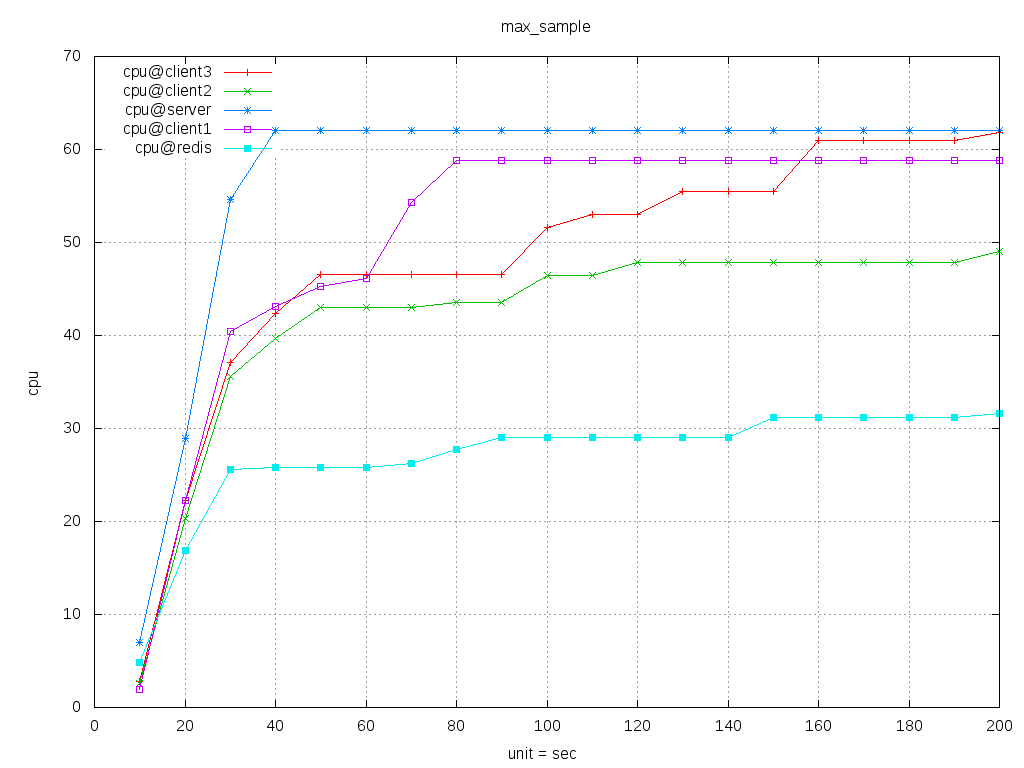 max_sample
cpu@client3
cpu@client2
cpu@server
cpu@client1
cpu@redis
70
60
50
40
30
20
10
0
cpu
0 20 40 60 80 100 120 140 160 180 200
unit = sec